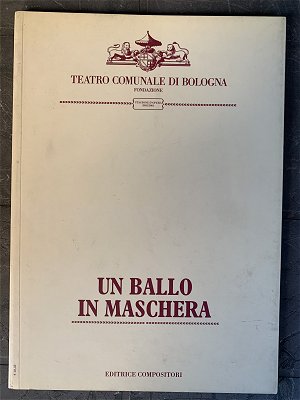 TEATRO COMUNALE DI BOLOGNA
FONDAZIONE
UN BALLO
IN MASCHERA
EDITRICE COMPOSITORI